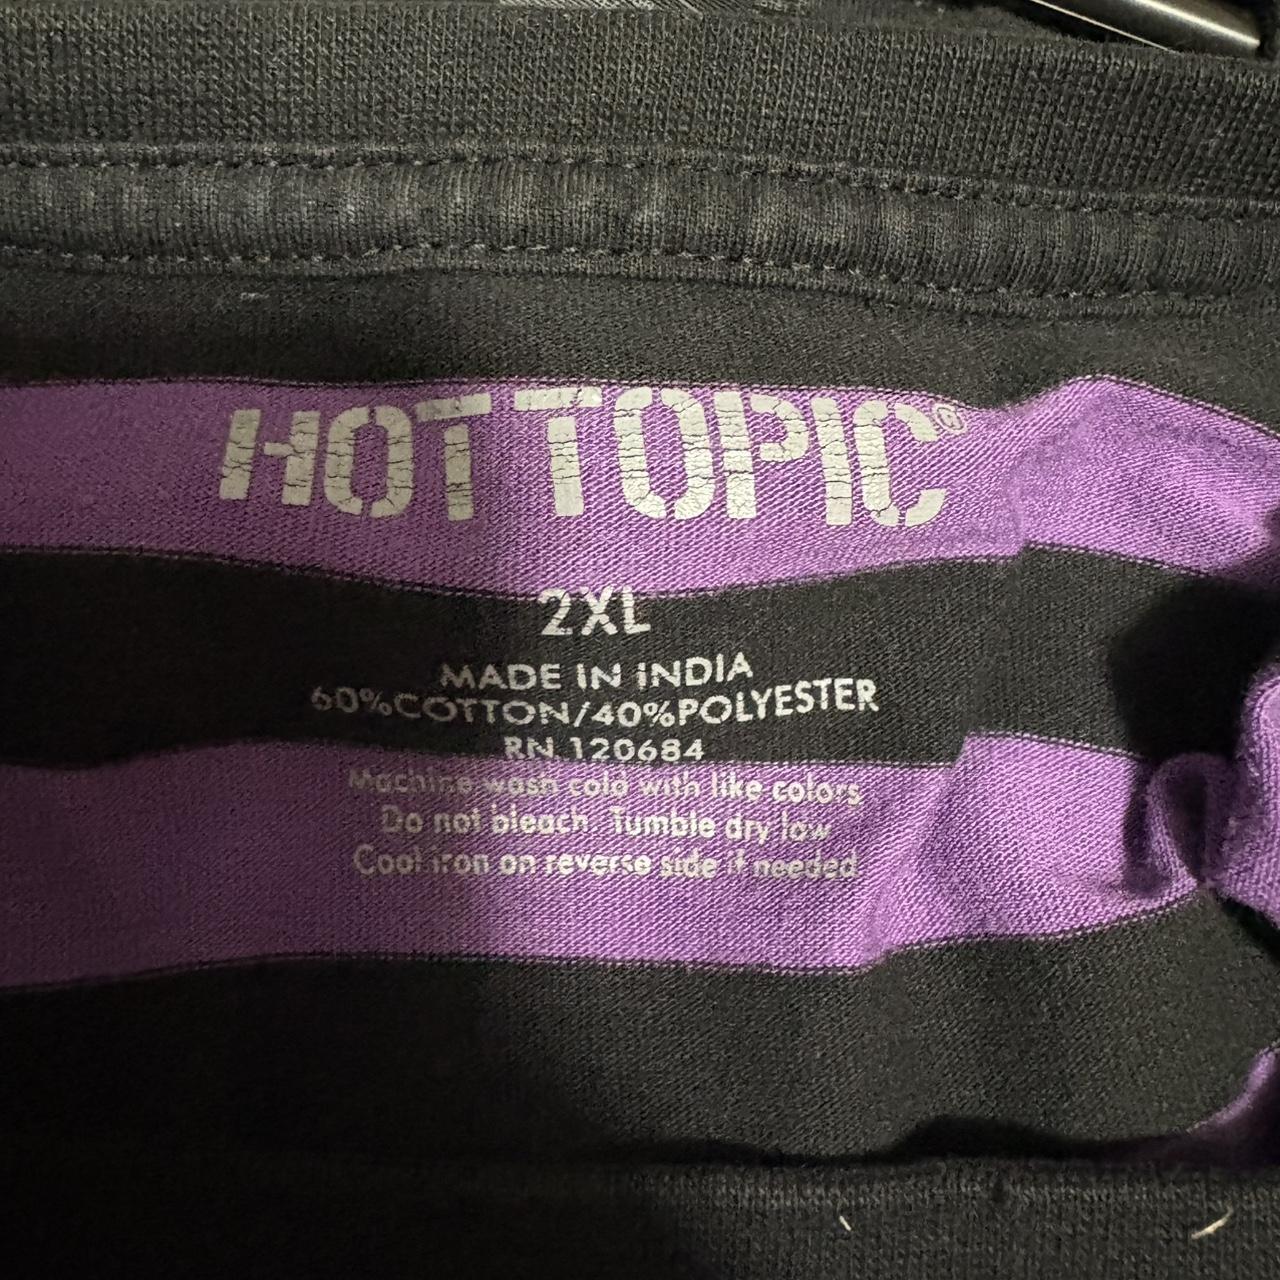 HOT TOPIC®
2XL
MADE IN INDIA
60%COTTON/40%POLYESTER
RN 120684
Machine wash cold with like colors
Do not bleach. Tumble dry low
Cool iron on reverse side if needed